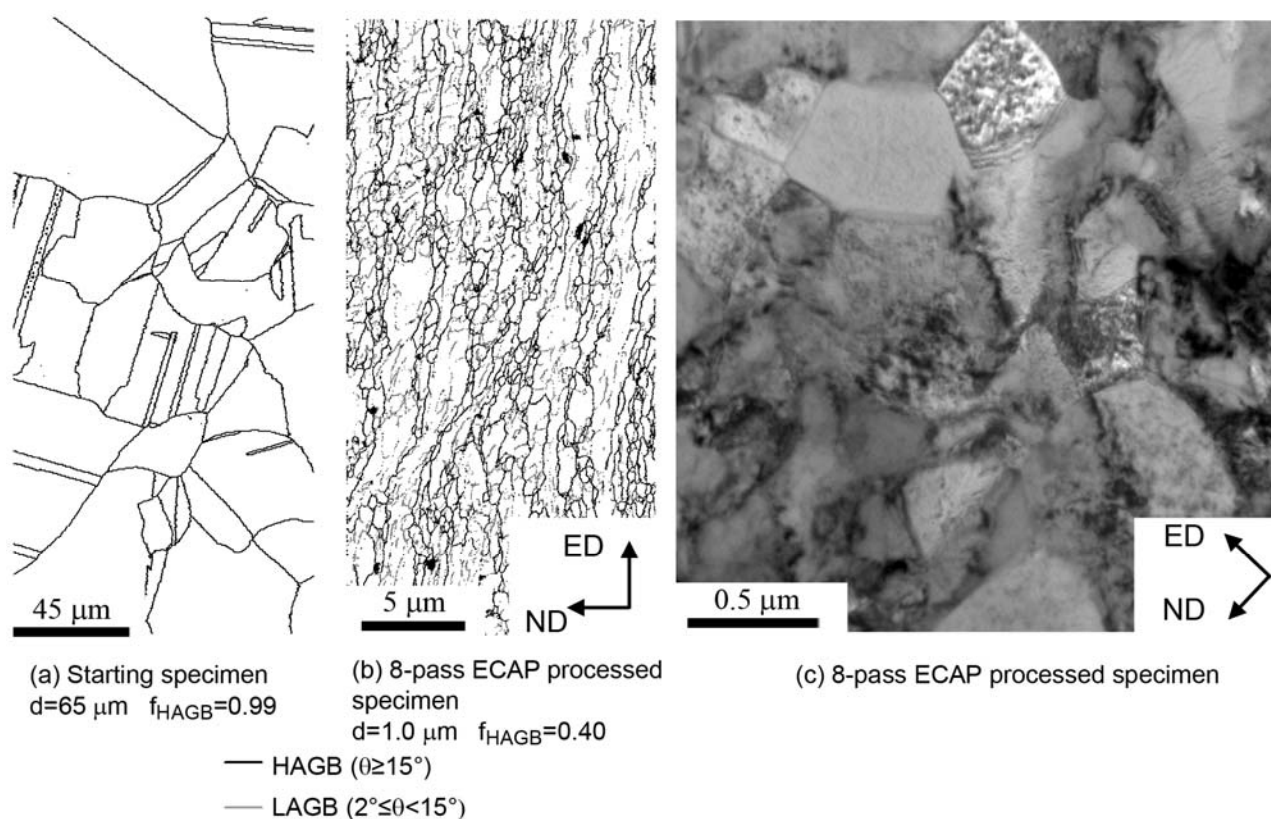 45 μm
5 μm
ED
ND
0.5 μm
ED
ND
(a) Starting specimen
d=65 μm f_HAGB=0.99
(b) 8-pass ECAP processed
specimen
d=1.0 μm f_HAGB=0.40
(c) 8-pass ECAP processed specimen
HAGB (θ≥15°)
LAGB (2°≤θ<15°)